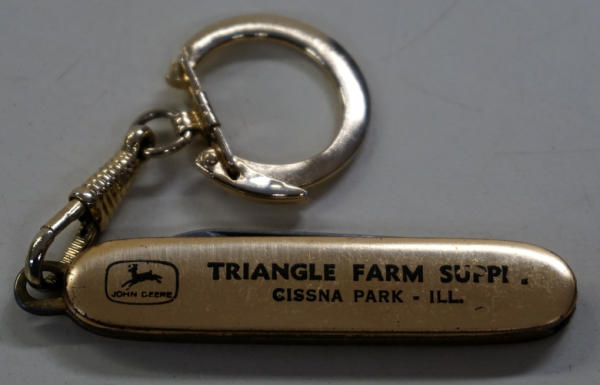 JOHN DEERE
TRIANGLE FARM
CISSNA PARK - ILL.